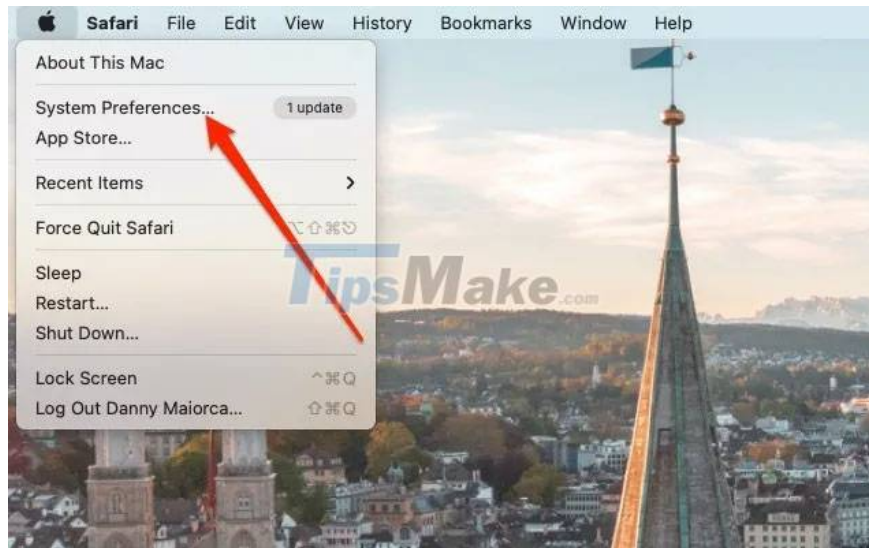 Safari File Edit View History Bookmarks Window Help
About This Mac
System Preferences... 1 update
App Store...
Recent Items >
Force Quit Safari ⌥⇧⌘⎋
Sleep
Restart...
Shut Down...
Lock Screen ^⌘Q
Log Out Danny Maiorca... ⇧⌘Q
TipsMake.com